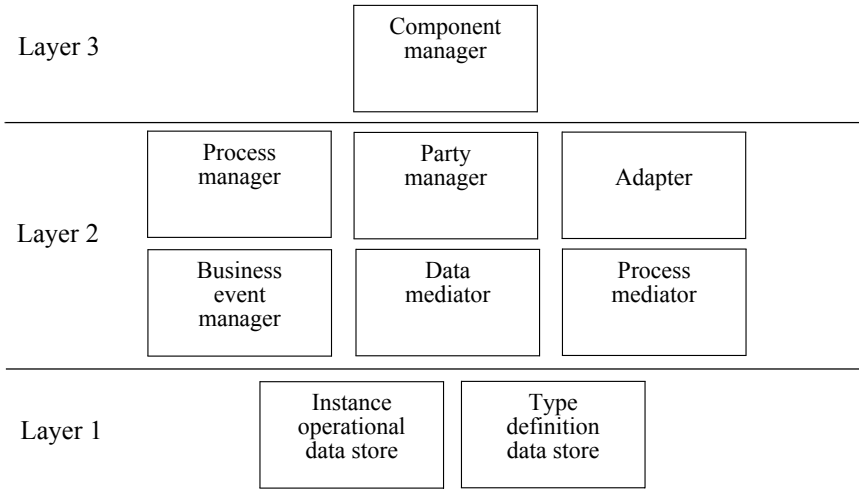 Layer 3
Component
manager
Process
manager
Party
manager
Adapter
Layer 2
Business
event
manager
Data
mediator
Process
mediator
Layer 1
Instance
operational
data store
Type
definition
data store